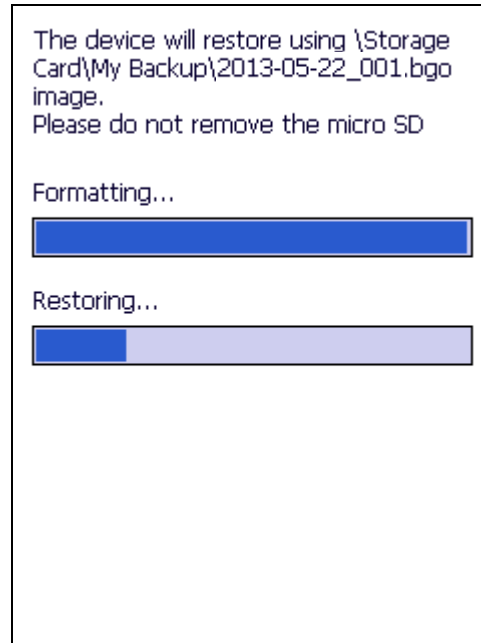 The device will restore using \Storage
Card\My Backup\2013-05-22_001.bgo
image.
Please do not remove the micro SD
Formatting...
Restoring...